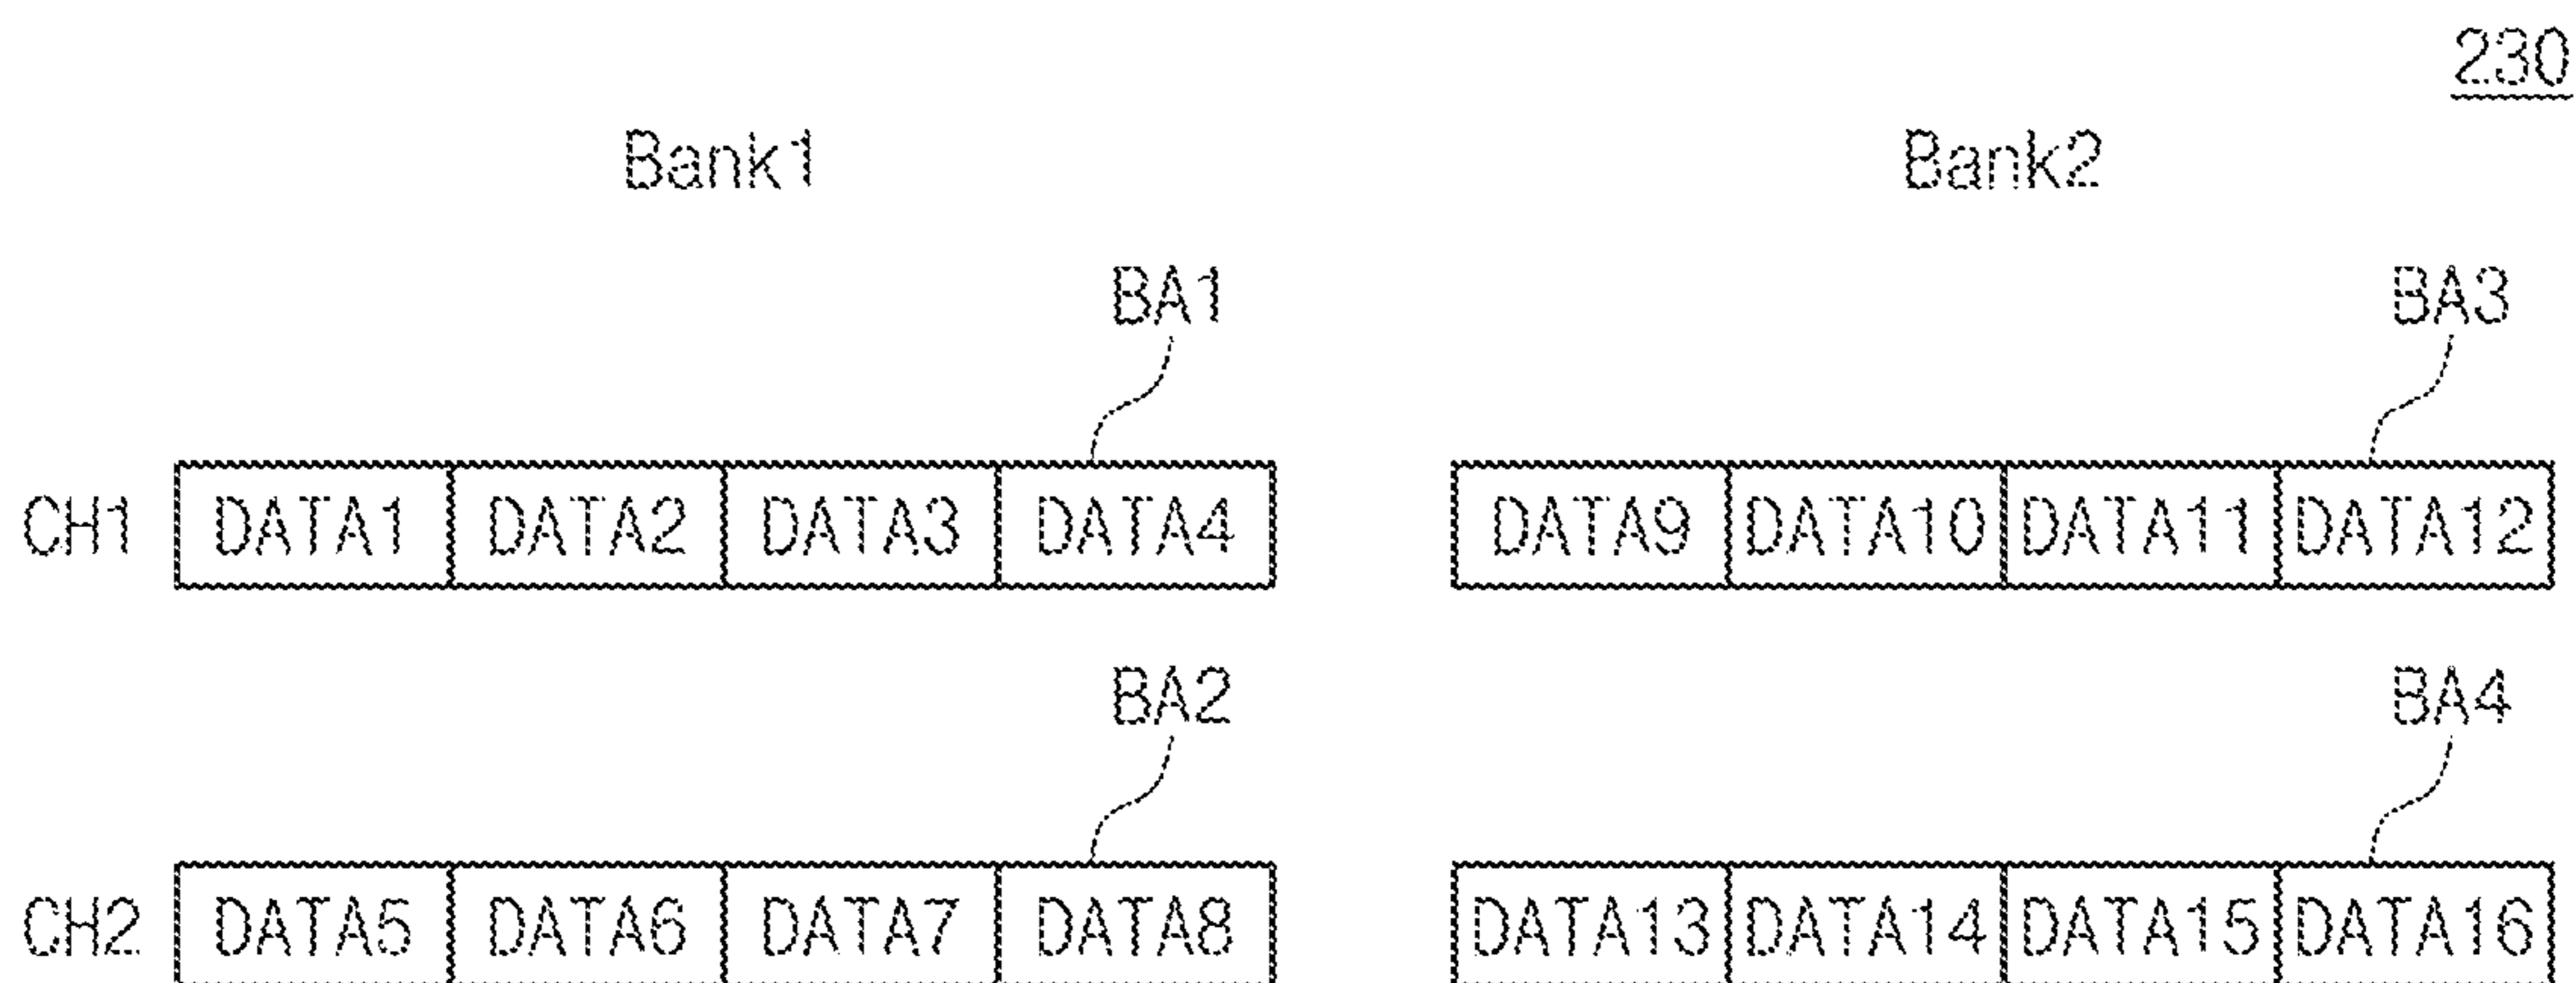 230
Bank1 Bank2
BA1 BA3
CH1 DATA1 DATA2 DATA3 DATA4 DATA9 DATA10 DATA11 DATA12
BA2 BA4
CH2 DATA5 DATA6 DATA7 DATA8 DATA13 DATA14 DATA15 DATA16